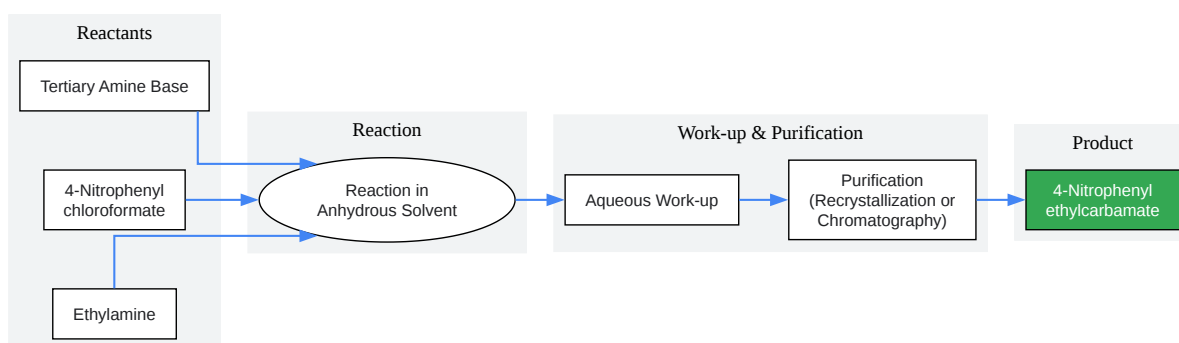 Reactants
Tertiary Amine Base
4-Nitrophenyl
chloroformate
Ethylamine
Reaction
Reaction in
Anhydrous Solvent
Work-up & Purification
Aqueous Work-up
Purification
(Recrystallization or
Chromatography)
Product
4-Nitrophenyl
ethylcarbamate